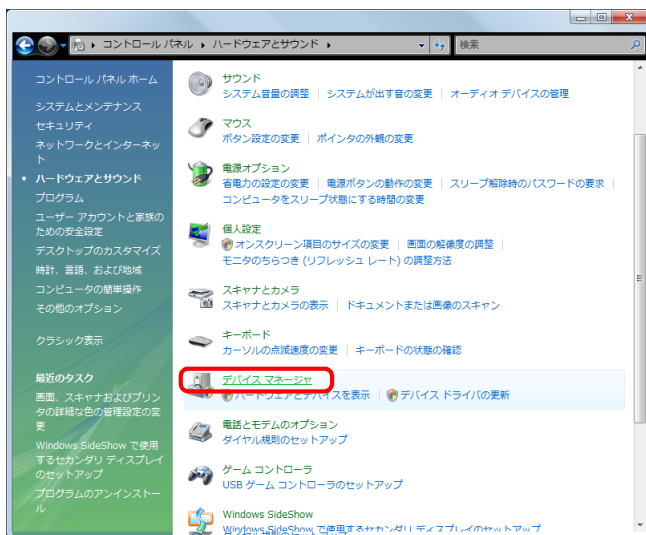 コントロール パネル ▸ ハードウェアとサウンド ▸
検索
コントロール パネル ホーム
システムとメンテナンス
セキュリティ
ネットワークとインターネッ
ト
ハードウェアとサウンド
プログラム
ユーザー アカウントと家族の
ための安全設定
デスクトップのカスタマイズ
時計、言語、および地域
コンピュータの簡単操作
その他のオプション
クラシック表示
最近のタスク
画面、スキャナおよびプリン
タの詳細な色の管理設定の変
更
Windows SideShow で使用
するセカンダリ ディスプレイ
のセットアップ
プログラムのアンインストー
ル
サウンド
システム音量の調整 | システムが出す音の変更 | オーディオ デバイスの管理
マウス
ボタン設定の変更 | ポインタの外観の変更
電源オプション
省電力の設定の変更 | 電源ボタンの動作の変更 | スリープ解除時のパスワードの要求 |
コンピュータをスリープ状態にする時間の変更
個人設定
オンスクリーン項目のサイズの変更 | 画面の解像度の調整 |
モニタのちらつき (リフレッシュ レート) の調整方法
スキャナとカメラ
スキャナとカメラの表示 | ドキュメントまたは画像のスキャン
キーボード
カーソルの点滅速度の変更 | キーボードの状態の確認
デバイス マネージャ
ハードウェアとデバイスを表示 | デバイス ドライバの更新
電話とモデムのオプション
ダイヤル規則のセットアップ
ゲーム コントローラ
USB ゲーム コントローラのセットアップ
Windows SideShow
Windows SideShow で使用するセカンダリ ディスプレイのセットアップ